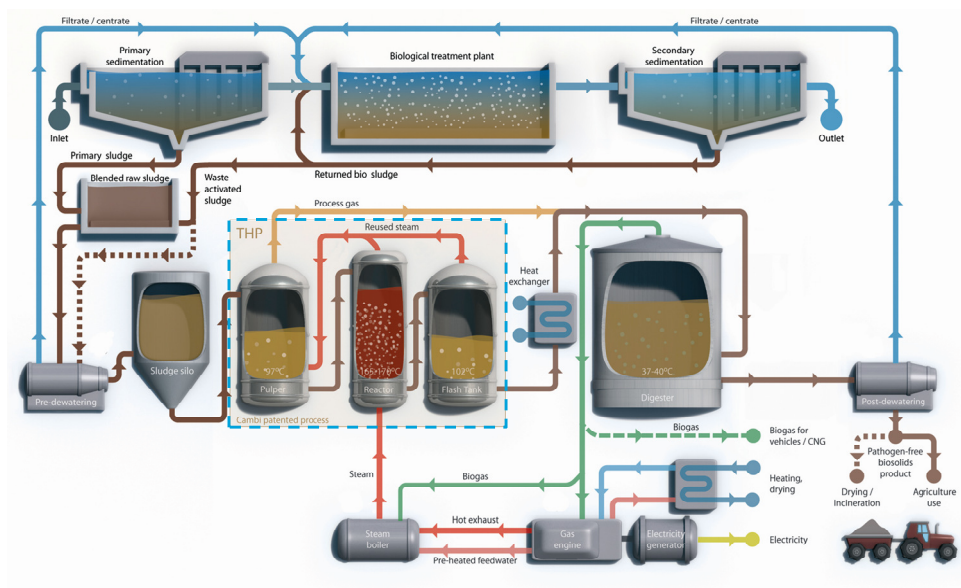 Filtrate / centrate
Filtrate / centrate
Primary
sedimentation
Biological treatment plant
Secondary
sedimentation
Inlet
Outlet
Primary sludge
Returned bio sludge
Blended raw sludge
Waste
activated
sludge
Process gas
THP
Reused steam
Heat
exchanger
Sludge silo
~97°C
Pulper
165-170°C
Reactor
~102°C
Flash Tank
37-40°C
Digester
Pre-dewatering
Post-dewatering
Cambi patented process
Biogas
Biogas for
vehicles / CNG
Pathogen-free
biosolids
product
Steam
Biogas
Heating,
drying
Drying /
incineration
Agriculture
use
Hot exhaust
Steam
boiler
Gas
engine
Electricity
generator
Electricity
Pre-heated feedwater